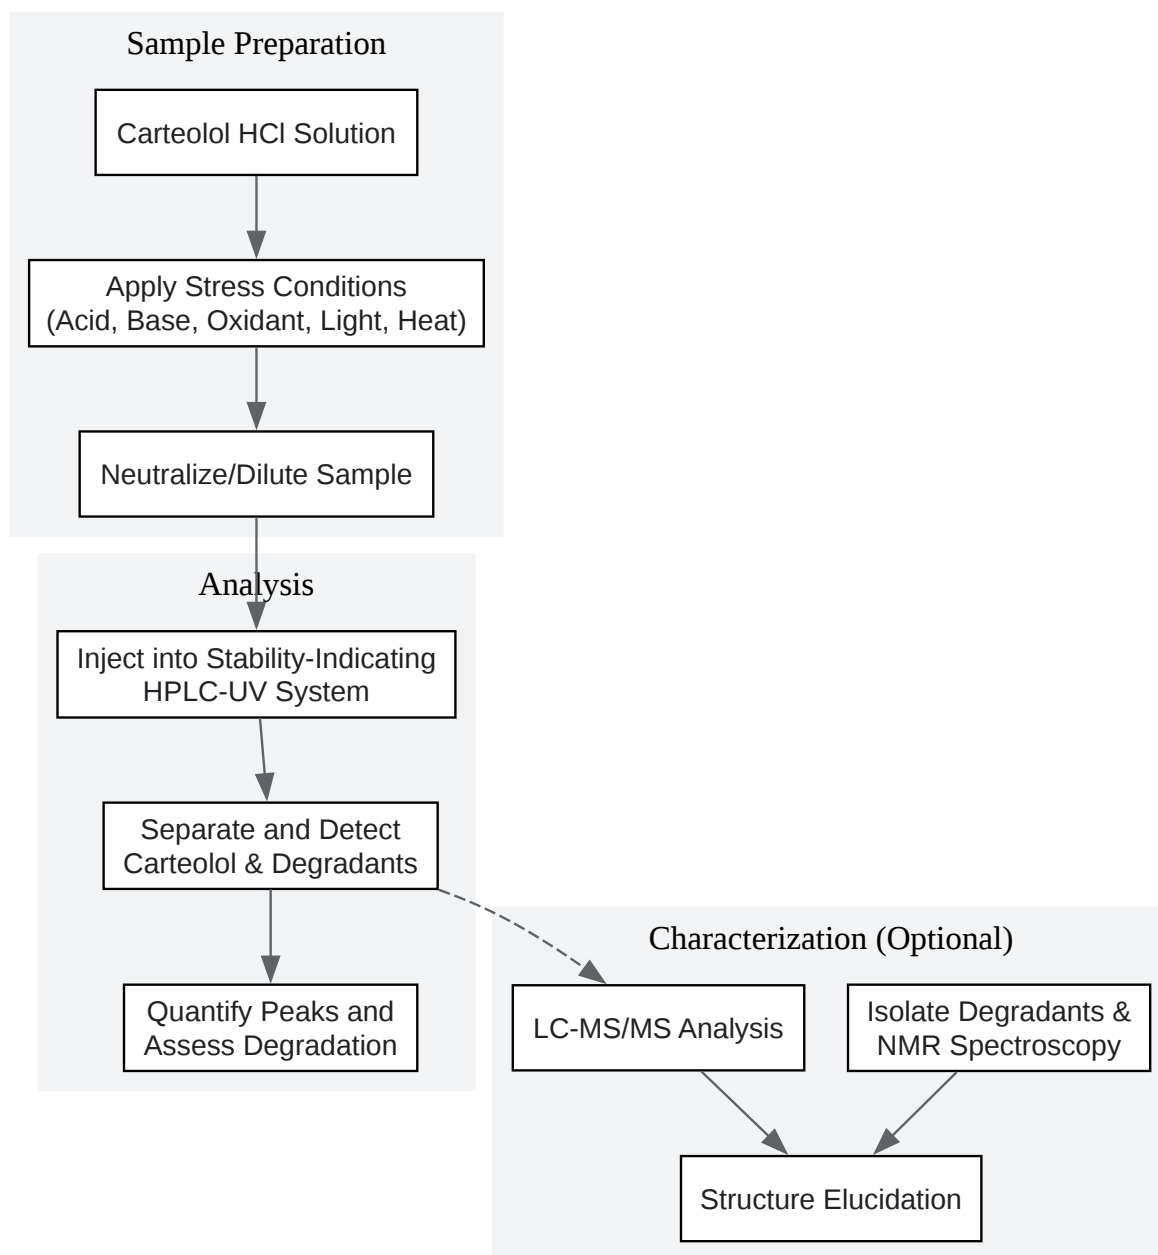 Sample Preparation
Carteolol HCl Solution
Apply Stress Conditions
(Acid, Base, Oxidant, Light, Heat)
Neutralize/Dilute Sample
Analysis
Inject into Stability-Indicating
HPLC-UV System
Separate and Detect
Carteolol & Degradants
Quantify Peaks and
Assess Degradation
Characterization (Optional)
LC-MS/MS Analysis
Isolate Degradants &
NMR Spectroscopy
Structure Elucidation